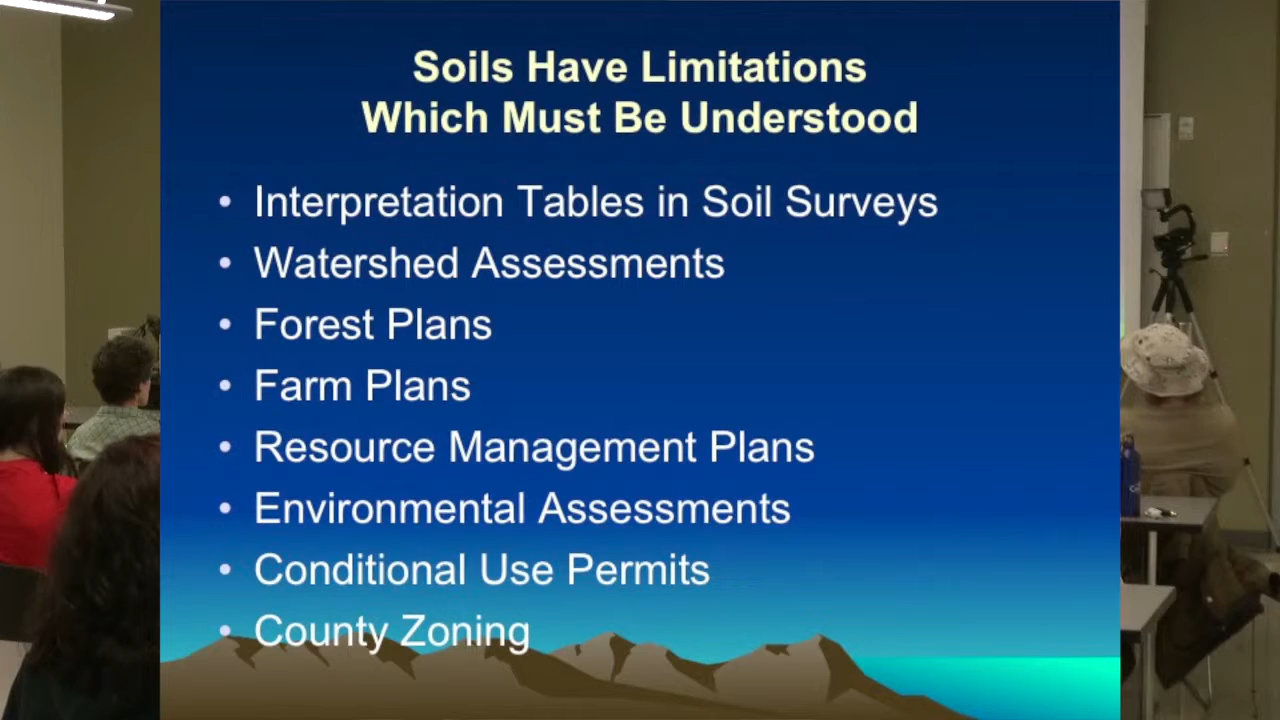 Soils Have Limitations
Which Must Be Understood
• Interpretation Tables in Soil Surveys
• Watershed Assessments
• Forest Plans
• Farm Plans
• Resource Management Plans
• Environmental Assessments
• Conditional Use Permits
• County Zoning